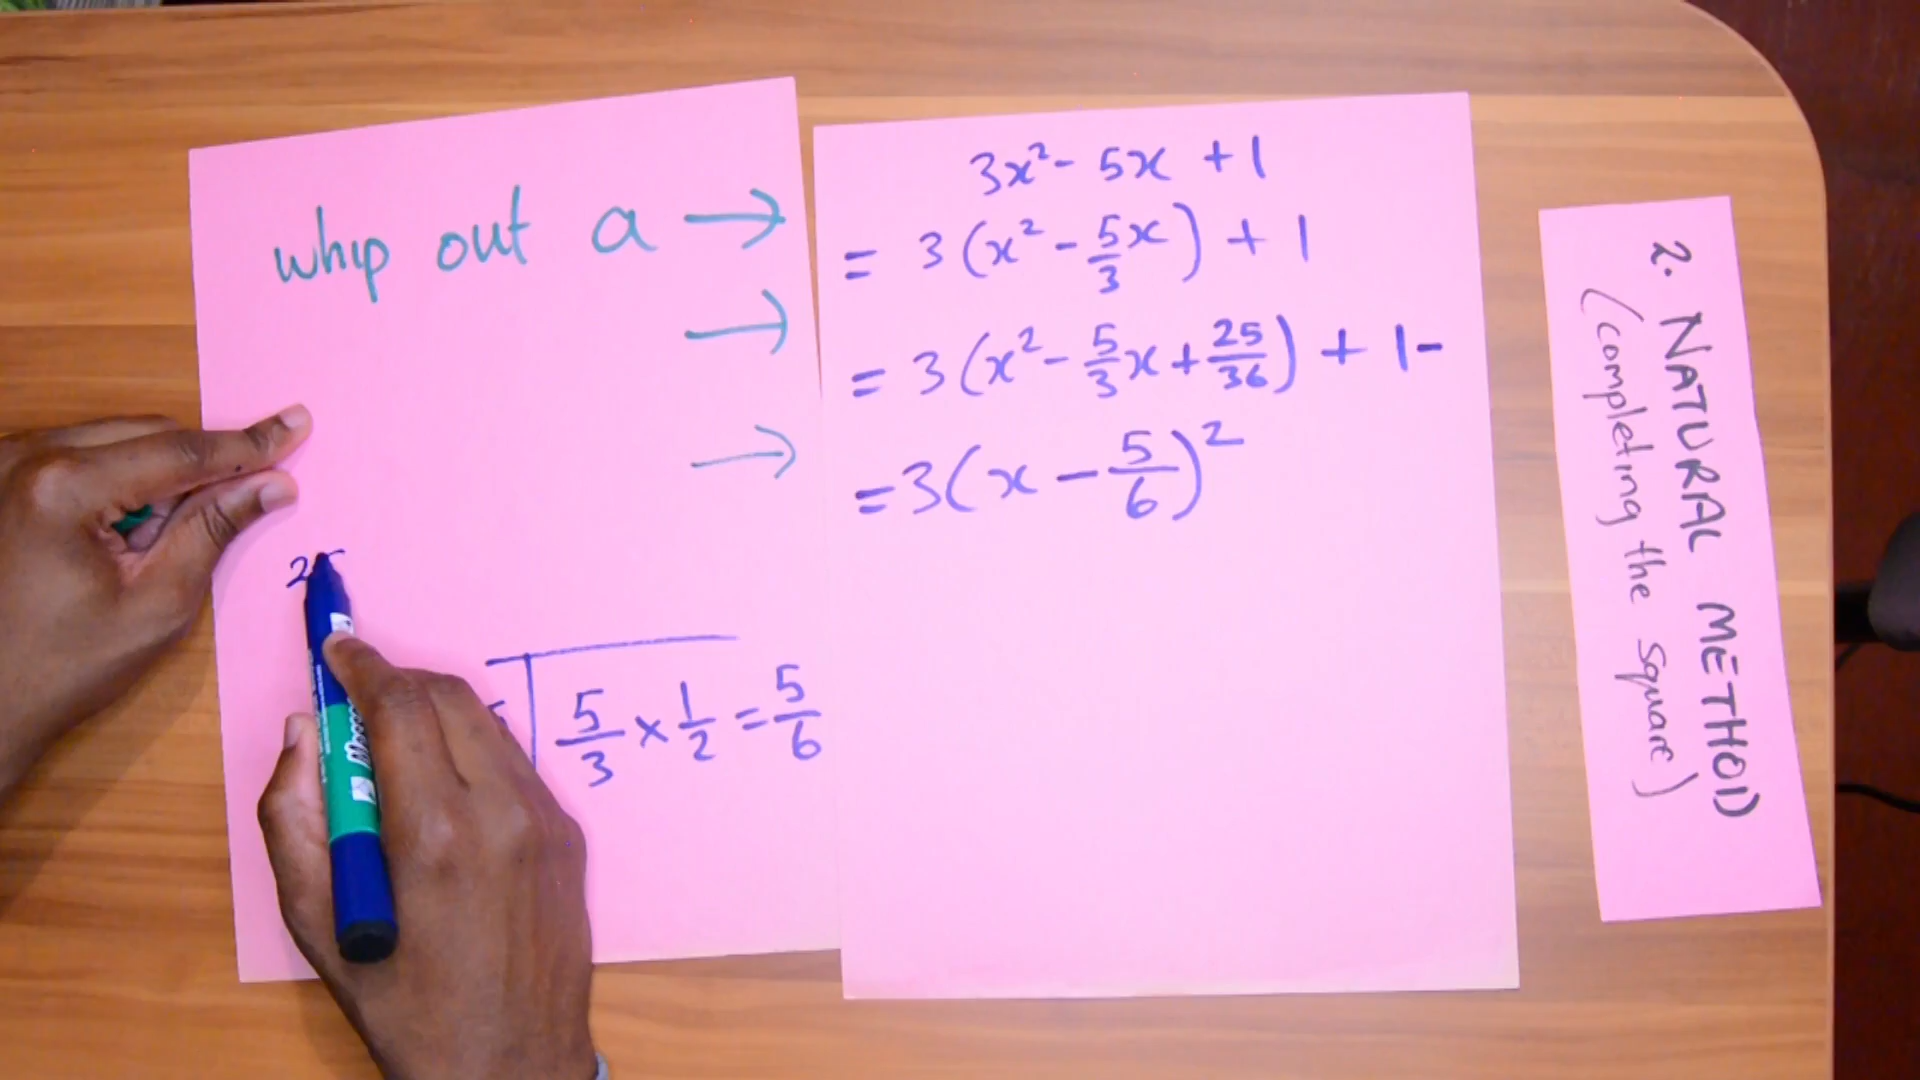 whip out a →
→
→
25
5/3 × 1/2 = 5/6
3x² - 5x + 1
= 3(x² - 5/3x) + 1
= 3(x² - 5/3x + 25/36) + 1-
=3(x - 5/6)²
2. NATURAL METHOD
(completing the square)